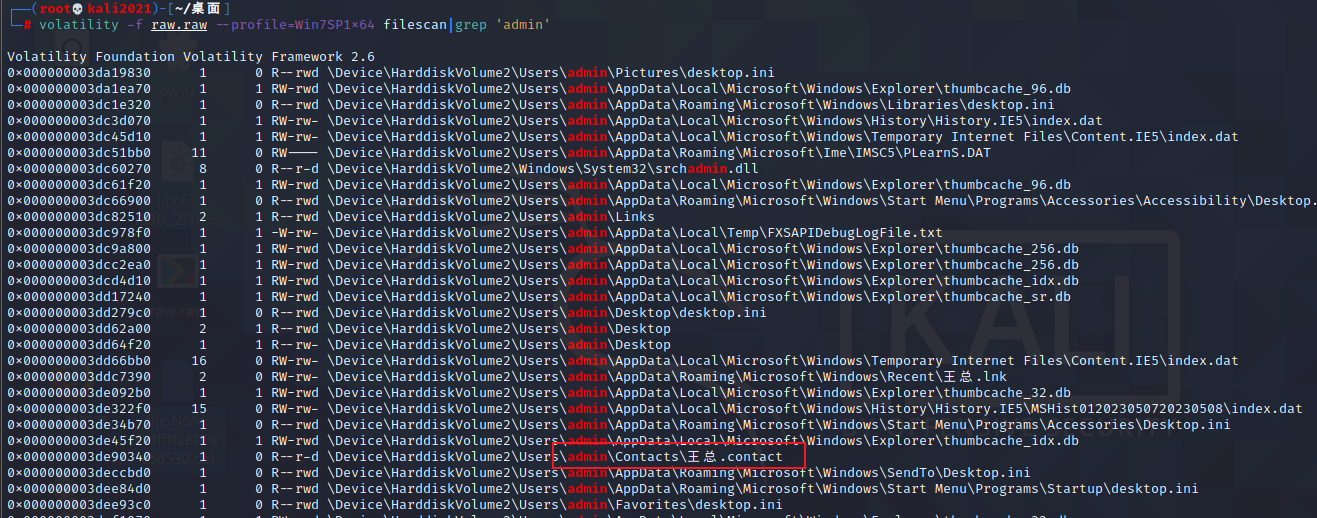 ┌──(root💀kali2021)-[~/桌面]
└─# volatility -f raw.raw --profile=Win7SP1×64 filescan|grep 'admin'
Volatility Foundation Volatility Framework 2.6
0×000000003da19830 1 0 R--rwd \Device\HarddiskVolume2\Users\admin\Pictures\desktop.ini
0×000000003da1ea70 1 1 RW-rwd \Device\HarddiskVolume2\Users\admin\AppData\Local\Microsoft\Windows\Explorer\thumbcache_96.db
0×000000003dc1e320 1 0 R--rwd \Device\HarddiskVolume2\Users\admin\AppData\Roaming\Microsoft\Windows\Libraries\desktop.ini
0×000000003dc3d070 1 1 RW-rw- \Device\HarddiskVolume2\Users\admin\AppData\Local\Microsoft\Windows\History\History.IE5\index.dat
0×000000003dc45d10 1 1 RW-rw- \Device\HarddiskVolume2\Users\admin\AppData\Local\Microsoft\Windows\Temporary Internet Files\Content.IE5\index.dat
0×000000003dc51bb0 11 0 RW---- \Device\HarddiskVolume2\Users\admin\AppData\Roaming\Microsoft\Ime\IMSC5\PLearnS.DAT
0×000000003dc60270 8 0 R--r-d \Device\HarddiskVolume2\Windows\System32\srchadmin.dll
0×000000003dc61f20 1 1 RW-rwd \Device\HarddiskVolume2\Users\admin\AppData\Local\Microsoft\Windows\Explorer\thumbcache_96.db
0×000000003dc66900 1 0 R--rwd \Device\HarddiskVolume2\Users\admin\AppData\Roaming\Microsoft\Windows\Start Menu\Programs\Accessories\Accessibility\Desktop.
0×000000003dc82510 2 1 R--rwd \Device\HarddiskVolume2\Users\admin\Links
0×000000003dc978f0 1 1 -W-rw- \Device\HarddiskVolume2\Users\admin\AppData\Local\Temp\FXSAPIDebugLogFile.txt
0×000000003dc9a800 1 1 RW-rwd \Device\HarddiskVolume2\Users\admin\AppData\Local\Microsoft\Windows\Explorer\thumbcache_256.db
0×000000003dcc2ea0 1 1 RW-rwd \Device\HarddiskVolume2\Users\admin\AppData\Local\Microsoft\Windows\Explorer\thumbcache_256.db
0×000000003dcd4d10 1 1 RW-rwd \Device\HarddiskVolume2\Users\admin\AppData\Local\Microsoft\Windows\Explorer\thumbcache_idx.db
0×000000003dd17240 1 1 RW-rwd \Device\HarddiskVolume2\Users\admin\AppData\Local\Microsoft\Windows\Explorer\thumbcache_sr.db
0×000000003dd279c0 1 0 R--rwd \Device\HarddiskVolume2\Users\admin\Desktop\desktop.ini
0×000000003dd62a00 2 1 R--rwd \Device\HarddiskVolume2\Users\admin\Desktop
0×000000003dd64f20 1 1 R--rwd \Device\HarddiskVolume2\Users\admin\Desktop
0×000000003dd66bb0 16 0 RW-rw- \Device\HarddiskVolume2\Users\admin\AppData\Local\Microsoft\Windows\Temporary Internet Files\Content.IE5\index.dat
0×000000003ddc7390 2 0 RW-rw- \Device\HarddiskVolume2\Users\admin\AppData\Roaming\Microsoft\Windows\Recent\王总.lnk
0×000000003de092b0 1 1 RW-rwd \Device\HarddiskVolume2\Users\admin\AppData\Local\Microsoft\Windows\Explorer\thumbcache_32.db
0×000000003de322f0 15 0 RW-rw- \Device\HarddiskVolume2\Users\admin\AppData\Local\Microsoft\Windows\History\History.IE5\MSHist012023050720230508\index.dat
0×000000003de34b70 1 0 R--rwd \Device\HarddiskVolume2\Users\admin\AppData\Roaming\Microsoft\Windows\Start Menu\Programs\Accessories\Desktop.ini
0×000000003de45f20 1 1 RW-rwd \Device\HarddiskVolume2\Users\admin\AppData\Local\Microsoft\Windows\Explorer\thumbcache_idx.db
0×000000003de90340 1 0 R--r-d \Device\HarddiskVolume2\Users\admin\Contacts\王总.contact
0×000000003deccbd0 1 0 R--rwd \Device\HarddiskVolume2\Users\admin\AppData\Roaming\Microsoft\Windows\SendTo\Desktop.ini
0×000000003dee84d0 1 0 R--rwd \Device\HarddiskVolume2\Users\admin\AppData\Roaming\Microsoft\Windows\Start Menu\Programs\Startup\desktop.ini
0×000000003dee93c0 1 0 R--rwd \Device\HarddiskVolume2\Users\admin\Favorites\desktop.ini
KALI